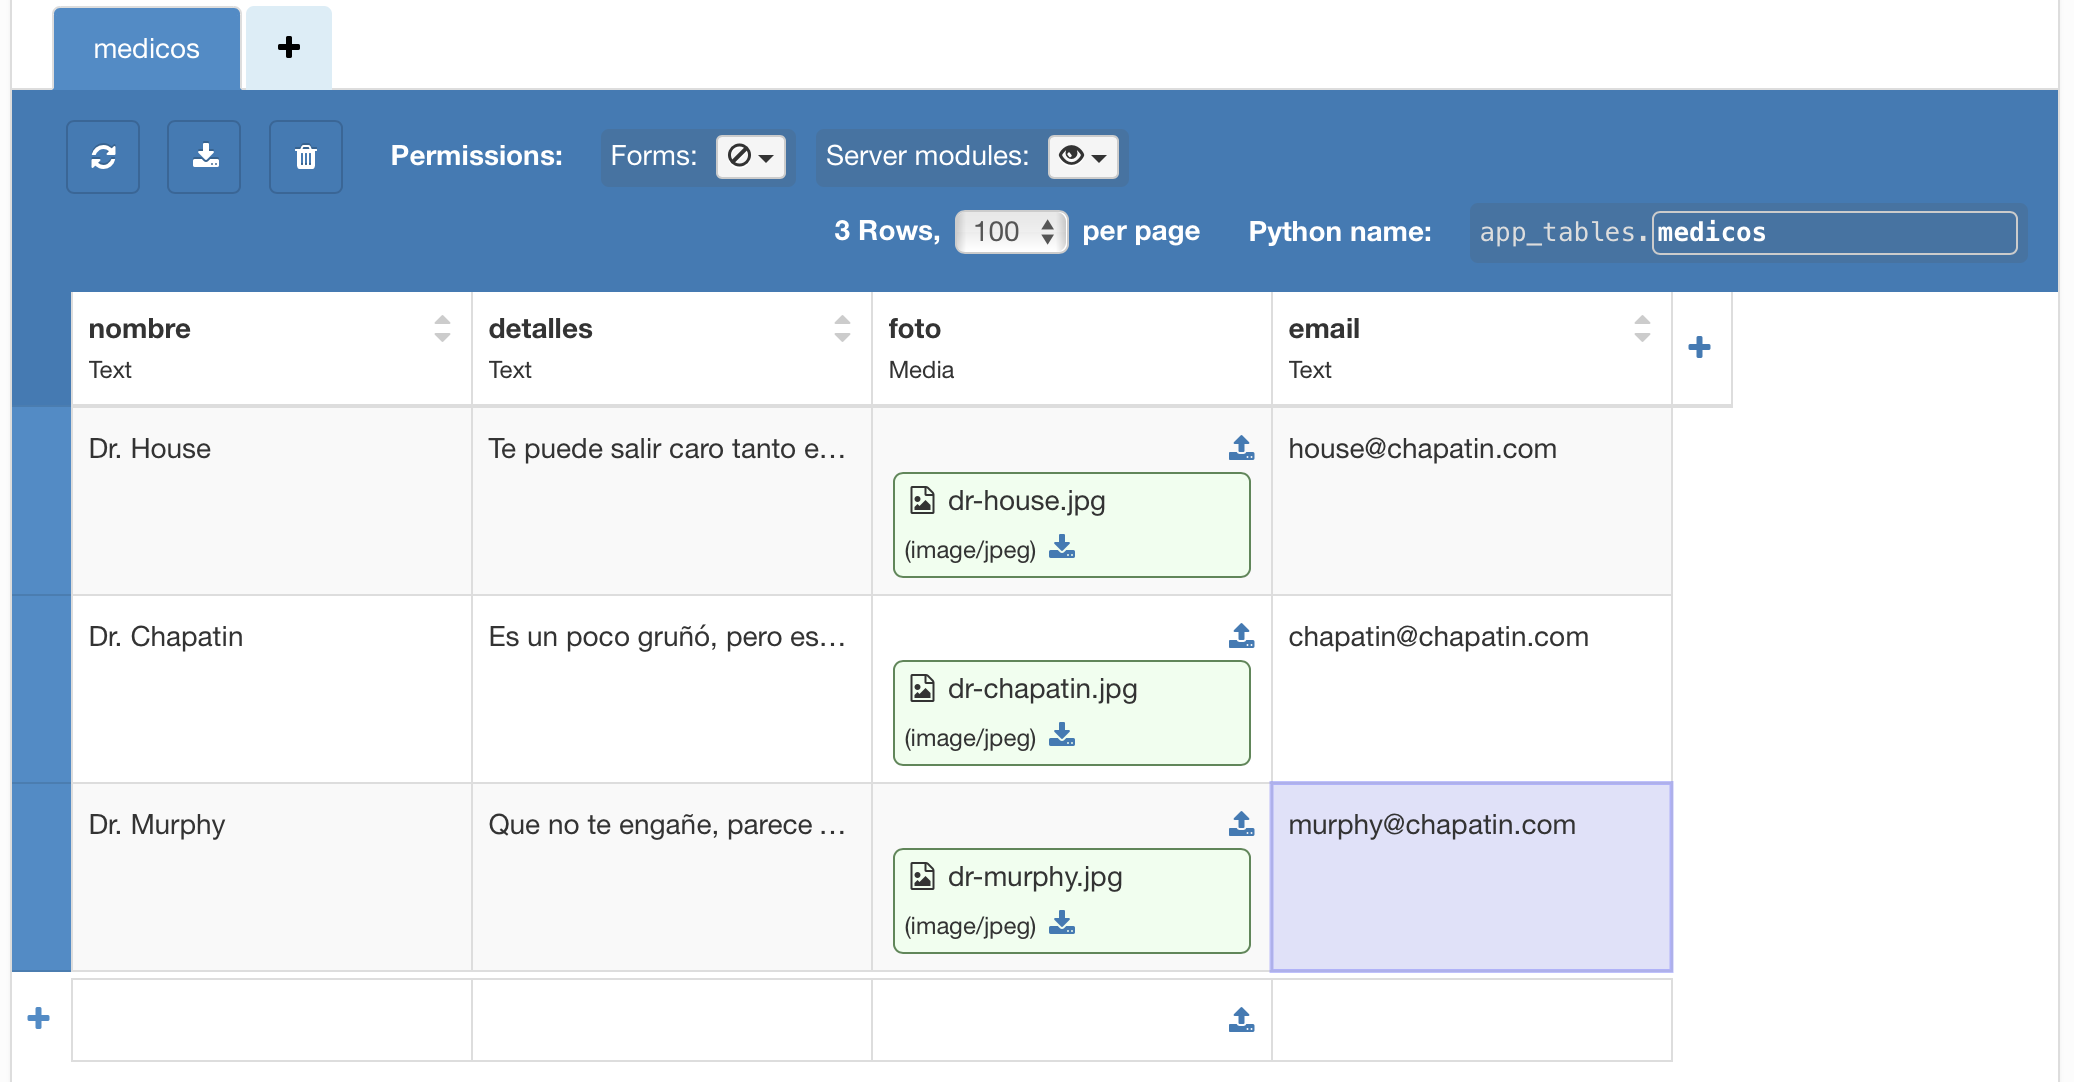 medicos
Permissions: Forms: Server modules:
3 Rows, 100 per page Python name: app_tables.medicos
nombre detalles foto email
Text Text Media Text
Dr. House Te puede salir caro tanto e... house@chapatin.com
dr-house.jpg
(image/jpeg)
Dr. Chapatin Es un poco gruñó, pero es... chapatin@chapatin.com
dr-chapatin.jpg
(image/jpeg)
Dr. Murphy Que no te engañe, parece ... murphy@chapatin.com
dr-murphy.jpg
(image/jpeg)